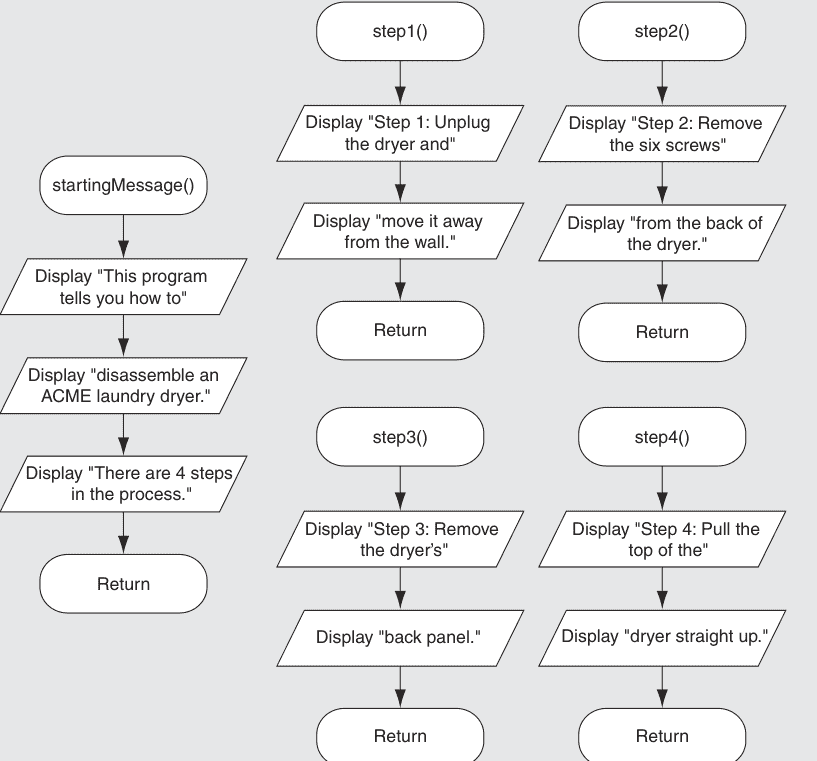 startingMessage()
Display "This program
tells you how to"
Display "disassemble an
ACME laundry dryer."
Display "There are 4 steps
in the process."
Return
step1()
Display "Step 1: Unplug
the dryer and"
Display "move it away
from the wall."
Return
step2()
Display "Step 2: Remove
the six screws"
Display "from the back of
the dryer."
Return
step3()
Display "Step 3: Remove
the dryer’s"
Display "back panel."
Return
step4()
Display "Step 4: Pull the
top of the"
Display "dryer straight up."
Return